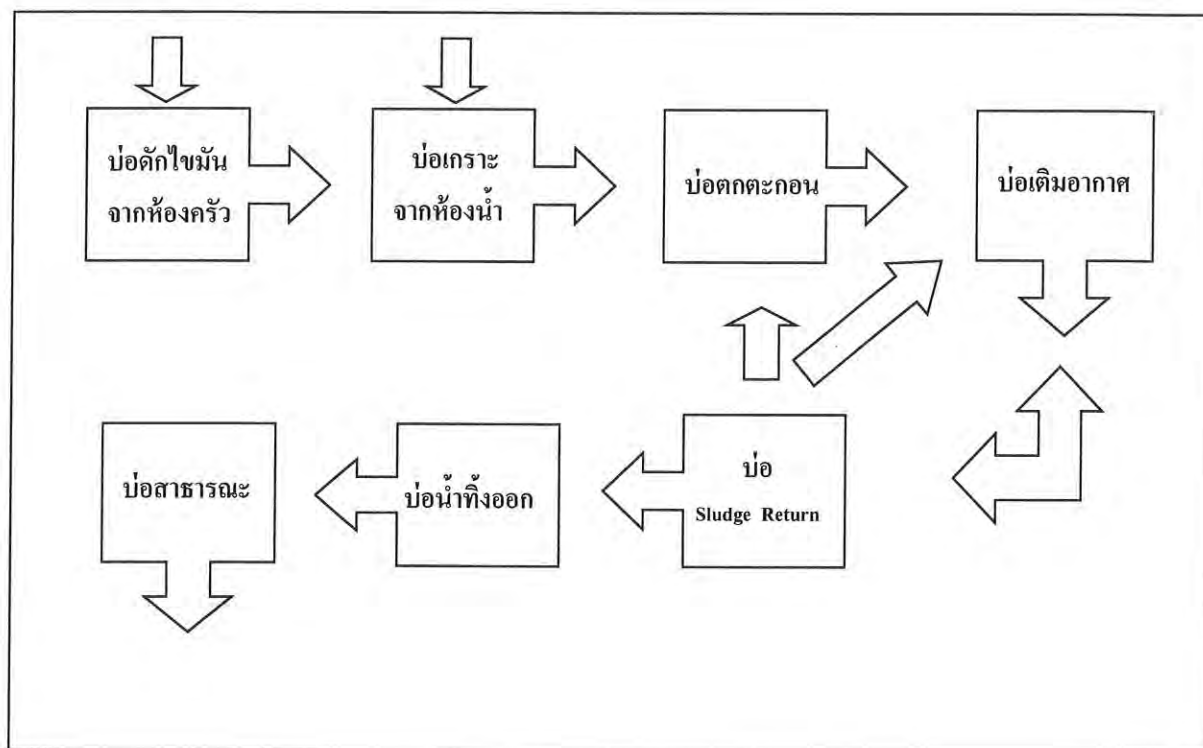 บ่อดักไขมัน
จากห้องครัว
บ่อเกราะ
จากห้องน้ำ
บ่อตกตะกอน
บ่อเติมอากาศ
บ่อสาธารณะ
บ่อน้ำทิ้งออก
บ่อ
Sludge Return